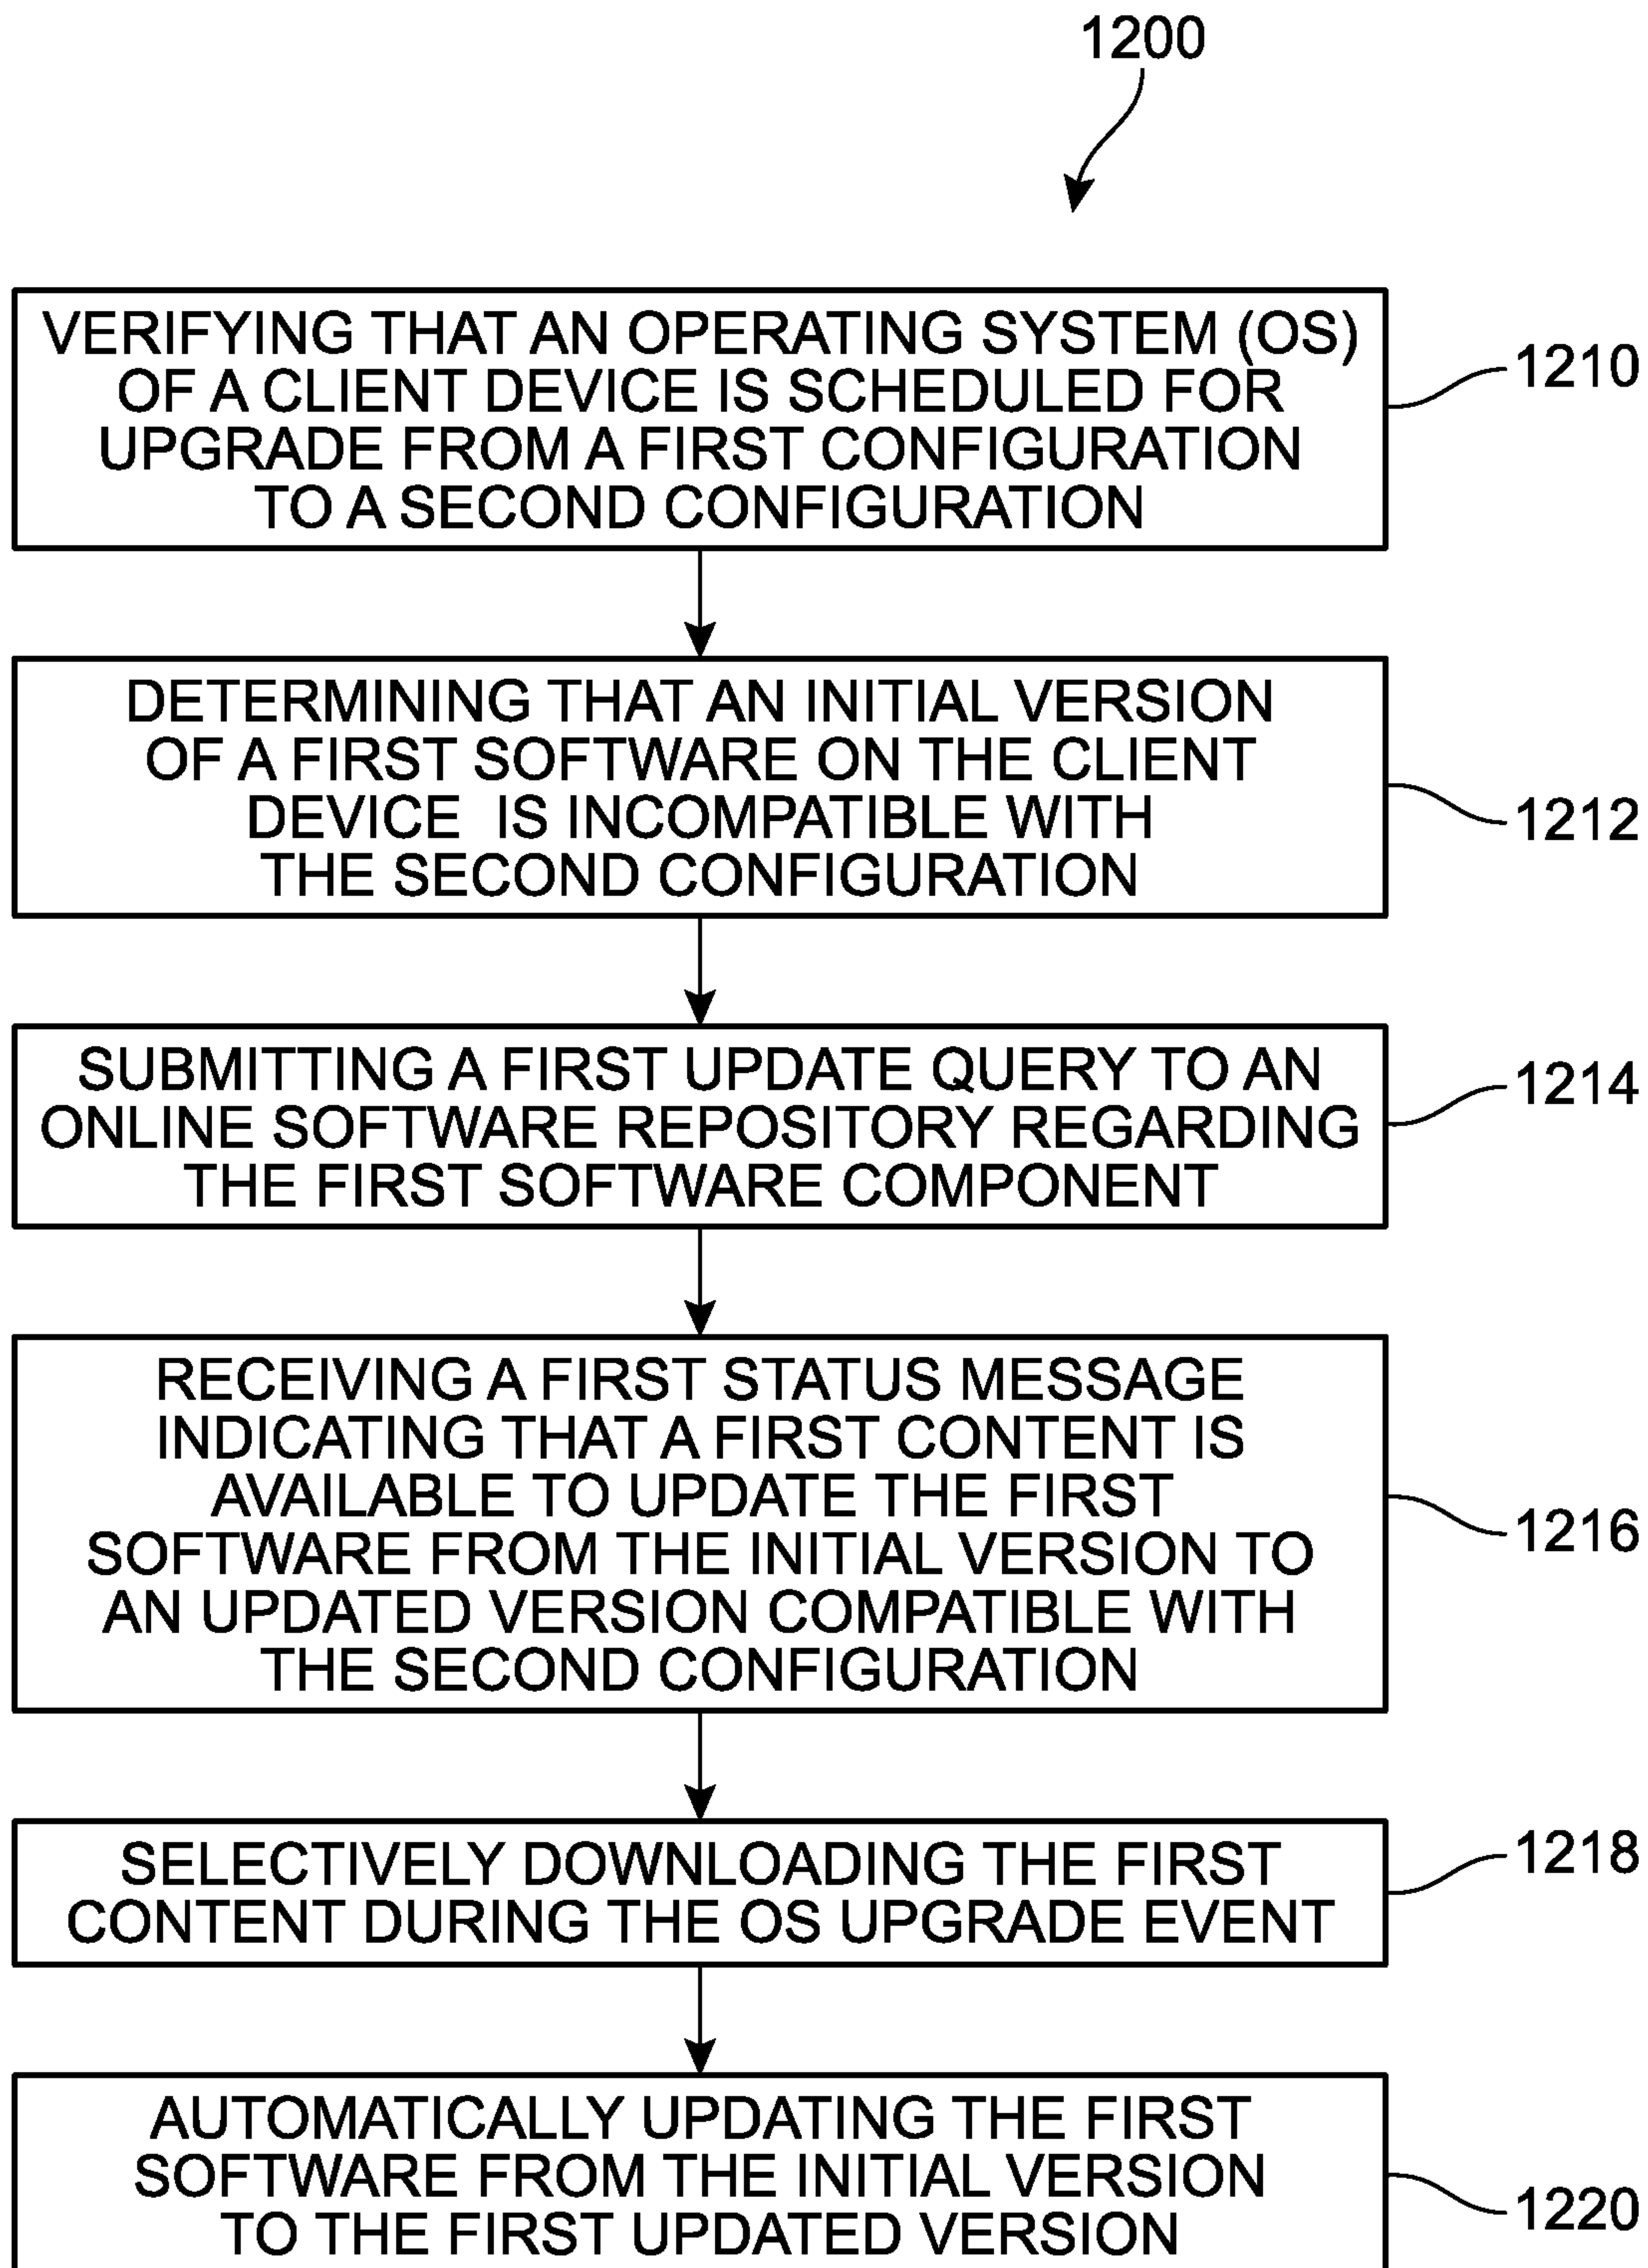 1200
VERIFYING THAT AN OPERATING SYSTEM (OS)
OF A CLIENT DEVICE IS SCHEDULED FOR
UPGRADE FROM A FIRST CONFIGURATION
TO A SECOND CONFIGURATION
1210
DETERMINING THAT AN INITIAL VERSION
OF A FIRST SOFTWARE ON THE CLIENT
DEVICE IS INCOMPATIBLE WITH
THE SECOND CONFIGURATION
1212
SUBMITTING A FIRST UPDATE QUERY TO AN
ONLINE SOFTWARE REPOSITORY REGARDING
THE FIRST SOFTWARE COMPONENT
1214
RECEIVING A FIRST STATUS MESSAGE
INDICATING THAT A FIRST CONTENT IS
AVAILABLE TO UPDATE THE FIRST
SOFTWARE FROM THE INITIAL VERSION TO
AN UPDATED VERSION COMPATIBLE WITH
THE SECOND CONFIGURATION
1216
SELECTIVELY DOWNLOADING THE FIRST
CONTENT DURING THE OS UPGRADE EVENT
1218
AUTOMATICALLY UPDATING THE FIRST
SOFTWARE FROM THE INITIAL VERSION
TO THE FIRST UPDATED VERSION
1220